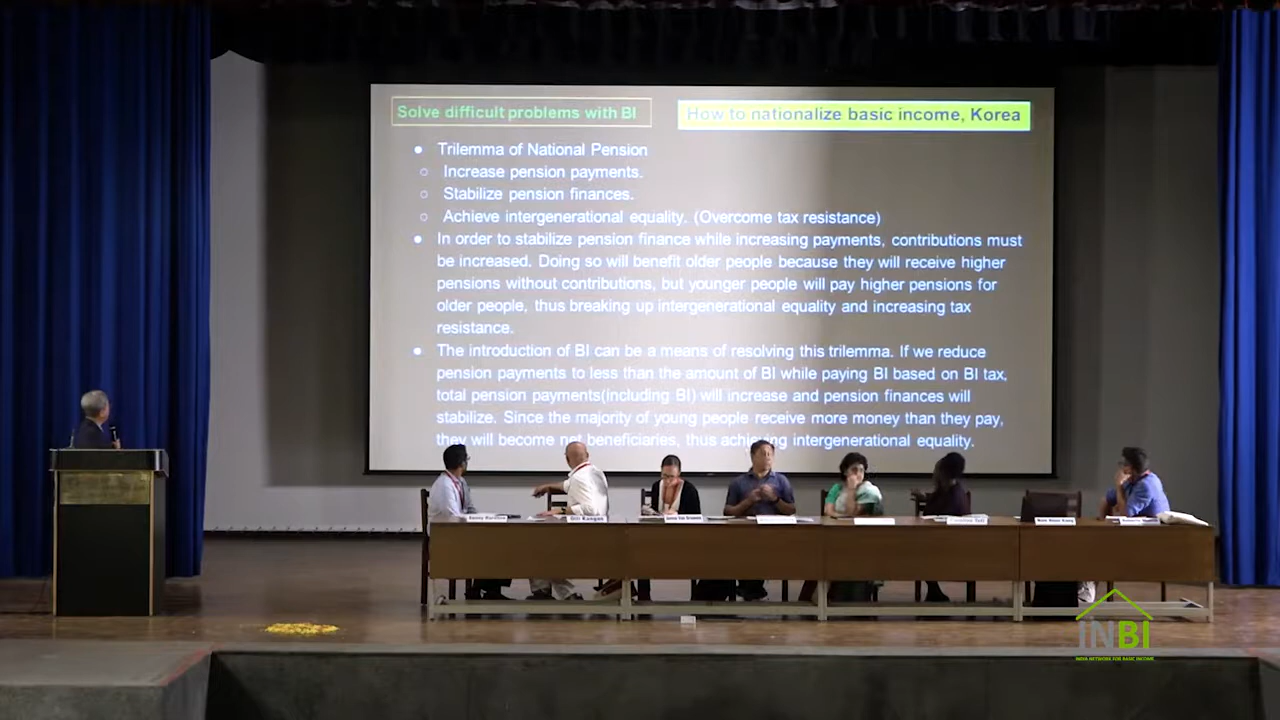 Solve difficult problems with BI
How to nationalize basic income, Korea
● Trilemma of National Pension
○ Increase pension payments.
○ Stabilize pension finances.
○ Achieve intergenerational equality. (Overcome tax resistance)
● In order to stabilize pension finance while increasing payments, contributions must
be increased. Doing so will benefit older people because they will receive higher
pensions without contributions, but younger people will pay higher pensions for
older people, thus breaking up intergenerational equality and increasing tax
resistance.
● The introduction of BI can be a means of resolving this trilemma. If we reduce
pension payments to less than the amount of BI while paying BI based on BI tax,
total pension payments(including BI) will increase and pension finances will
stabilize. Since the majority of young people receive more money than they pay,
they will become net beneficiaries, thus achieving intergenerational equality.
INBI
INDIA NETWORK FOR BASIC INCOME